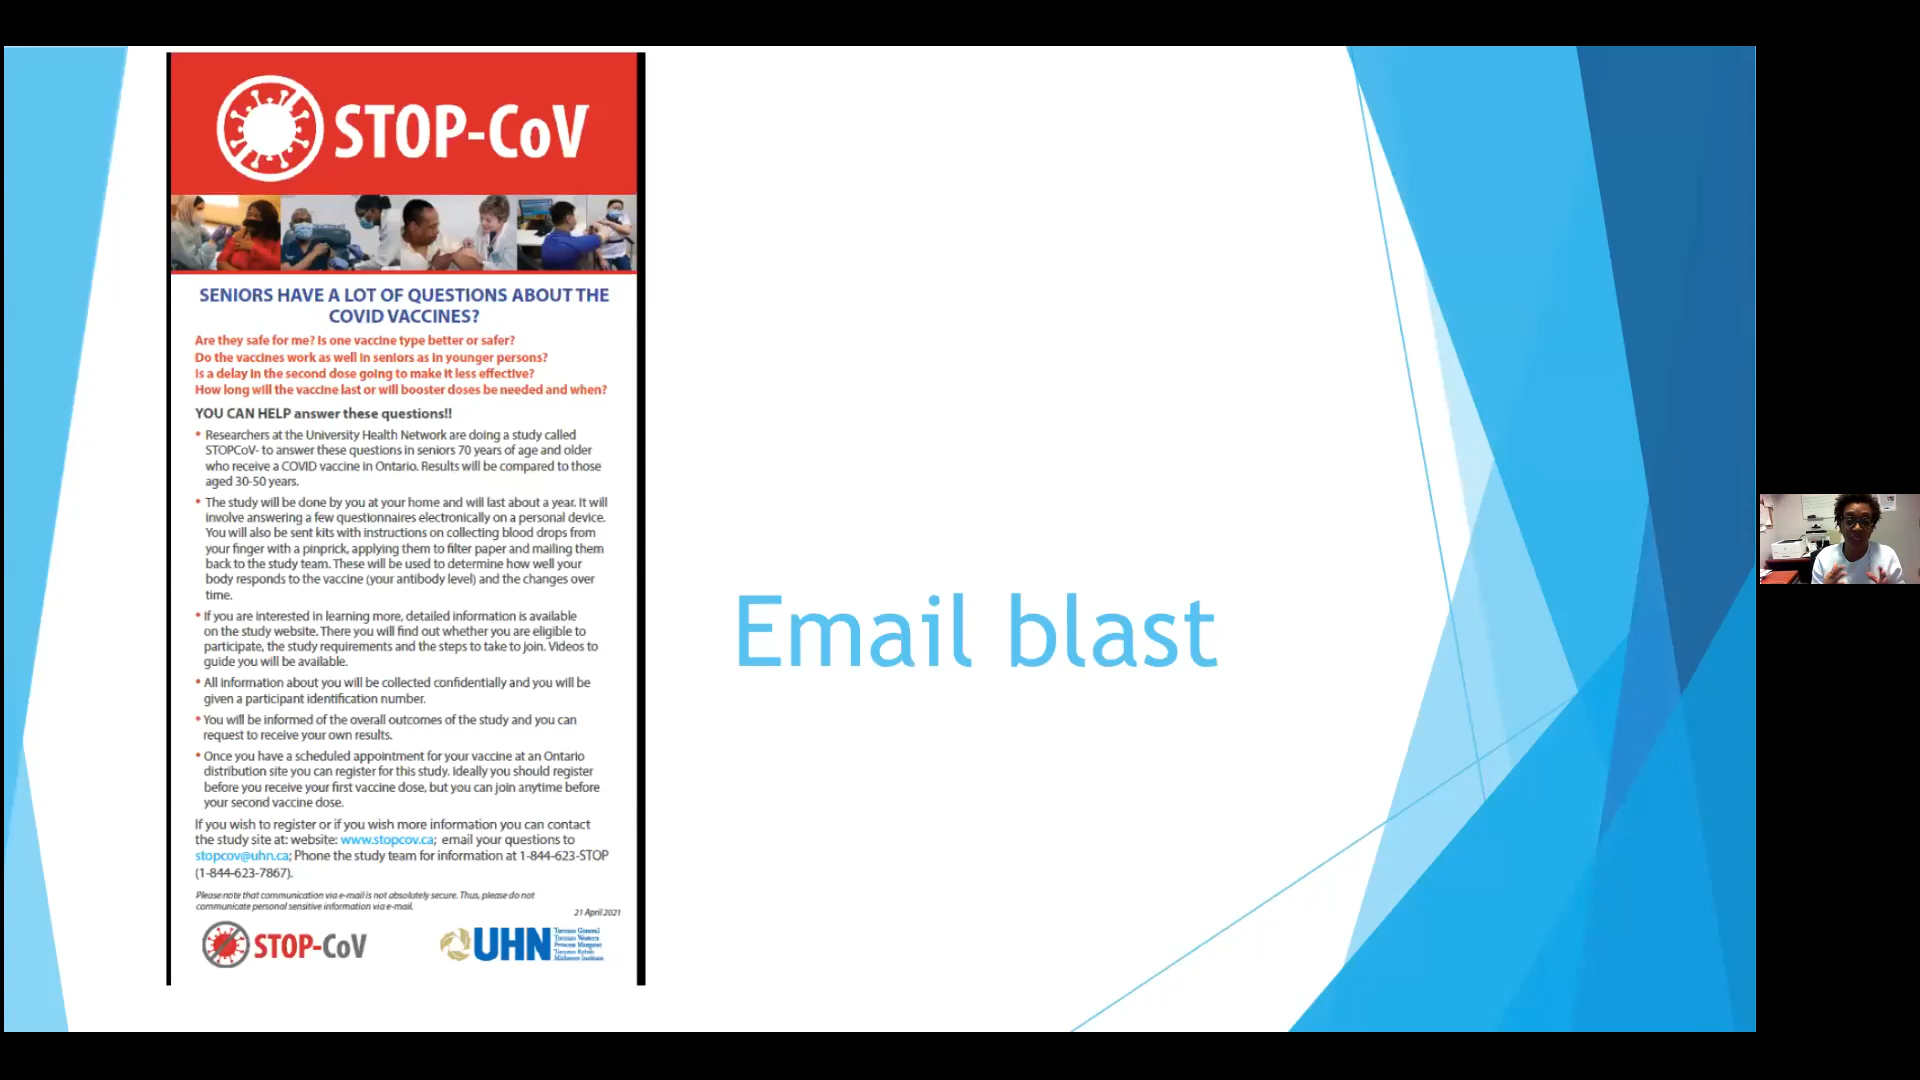 STOP-CoV
SENIORS HAVE A LOT OF QUESTIONS ABOUT THE
COVID VACCINES?
Are they safe for me? Is one vaccine type better or safer?
Do the vaccines work as well in seniors as in younger persons?
Is a delay in the second dose going to make it less effective?
How long will the vaccine last or will booster doses be needed and when?
YOU CAN HELP answer these questions!!
• Researchers at the University Health Network are doing a study called
STOPCoV- to answer these questions in seniors 70 years of age and older
who receive a COVID vaccine in Ontario. Results will be compared to those
aged 30-50 years.
• The study will be done by you at your home and will last about a year. It will
involve answering a few questionnaires electronically on a personal device.
You will also be sent kits with instructions on collecting blood drops from
your finger with a pinprick, applying them to filter paper and mailing them
back to the study team. These will be used to determine how well your
body responds to the vaccine (your antibody level) and the changes over
time.
• If you are interested in learning more, detailed information is available
on the study website. There you will find out whether you are eligible to
participate, the study requirements and the steps to take to join. Videos to
guide you will be available.
• All information about you will be collected confidentially and you will be
given a participant identification number.
• You will be informed of the overall outcomes of the study and you can
request to receive your own results.
• Once you have a scheduled appointment for your vaccine at an Ontario
distribution site you can register for this study. Ideally you should register
before you receive your first vaccine dose, but you can join anytime before
your second vaccine dose.
If you wish to register or if you wish more information you can contact
the study site at: website: www.stopcov.ca; email your questions to
stopcov@uhn.ca; Phone the study team for information at 1-844-623-STOP
(1-844-623-7867).
Please note that communication via e-mail is not absolutely secure. Thus, please do not
communicate personal sensitive information via e-mail.
21 April 2021
STOP-CoV
UHN
Toronto General
Toronto Western
Princess Margaret
Toronto Rehab
Michener Institute
Email blast